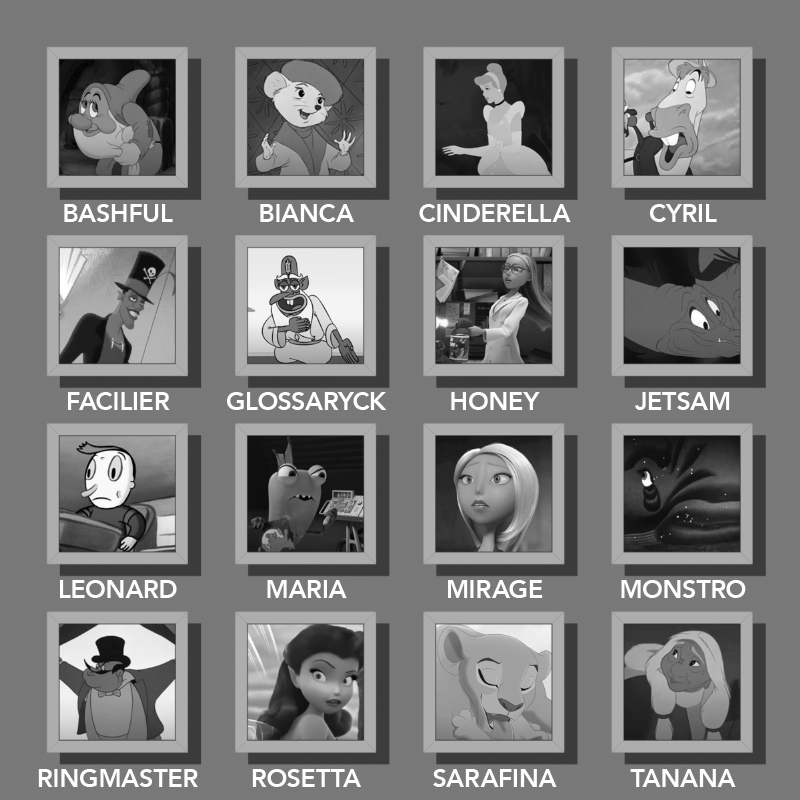 BASHFUL BIANCA CINDERELLA CYRIL
FACILIER GLOSSARYCK HONEY JETSAM
LEONARD MARIA MIRAGE MONSTRO
RINGMASTER ROSETTA SARAFINA TANANA